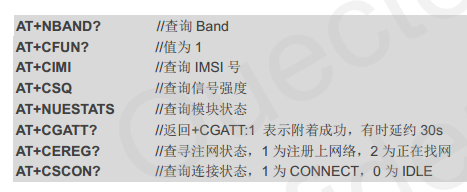 AT+NBAND? //查询 Band
AT+CFUN? //值为 1
AT+CIMI //查询 IMSI 号
AT+CSQ //查询信号强度
AT+NUESTATS //查询模块状态
AT+CGATT? //返回+CGATT:1 表示附着成功，有时延约 30s
AT+CEREG? //查寻注网状态，1 为注册上网络，2 为正在找网
AT+CSCON? //查询连接状态，1 为 CONNECT，0 为 IDLE